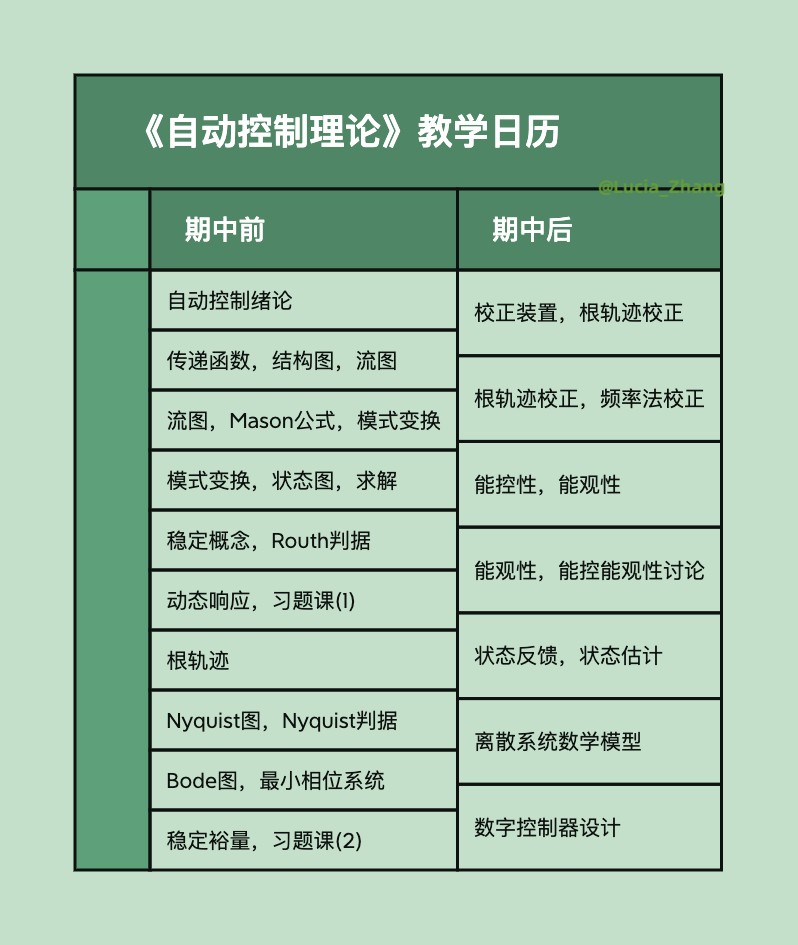 《自动控制理论》教学日历
@Lucia_Zhang
期中前
期中后
自动控制绪论
传递函数，结构图，流图
流图，Mason公式，模式变换
模式变换，状态图，求解
稳定概念，Routh判据
动态响应，习题课(1)
根轨迹
Nyquist图，Nyquist判据
Bode图，最小相位系统
稳定裕量，习题课(2)
校正装置，根轨迹校正
根轨迹校正，频率法校正
能控性，能观性
能观性，能控能观性讨论
状态反馈，状态估计
离散系统数学模型
数字控制器设计